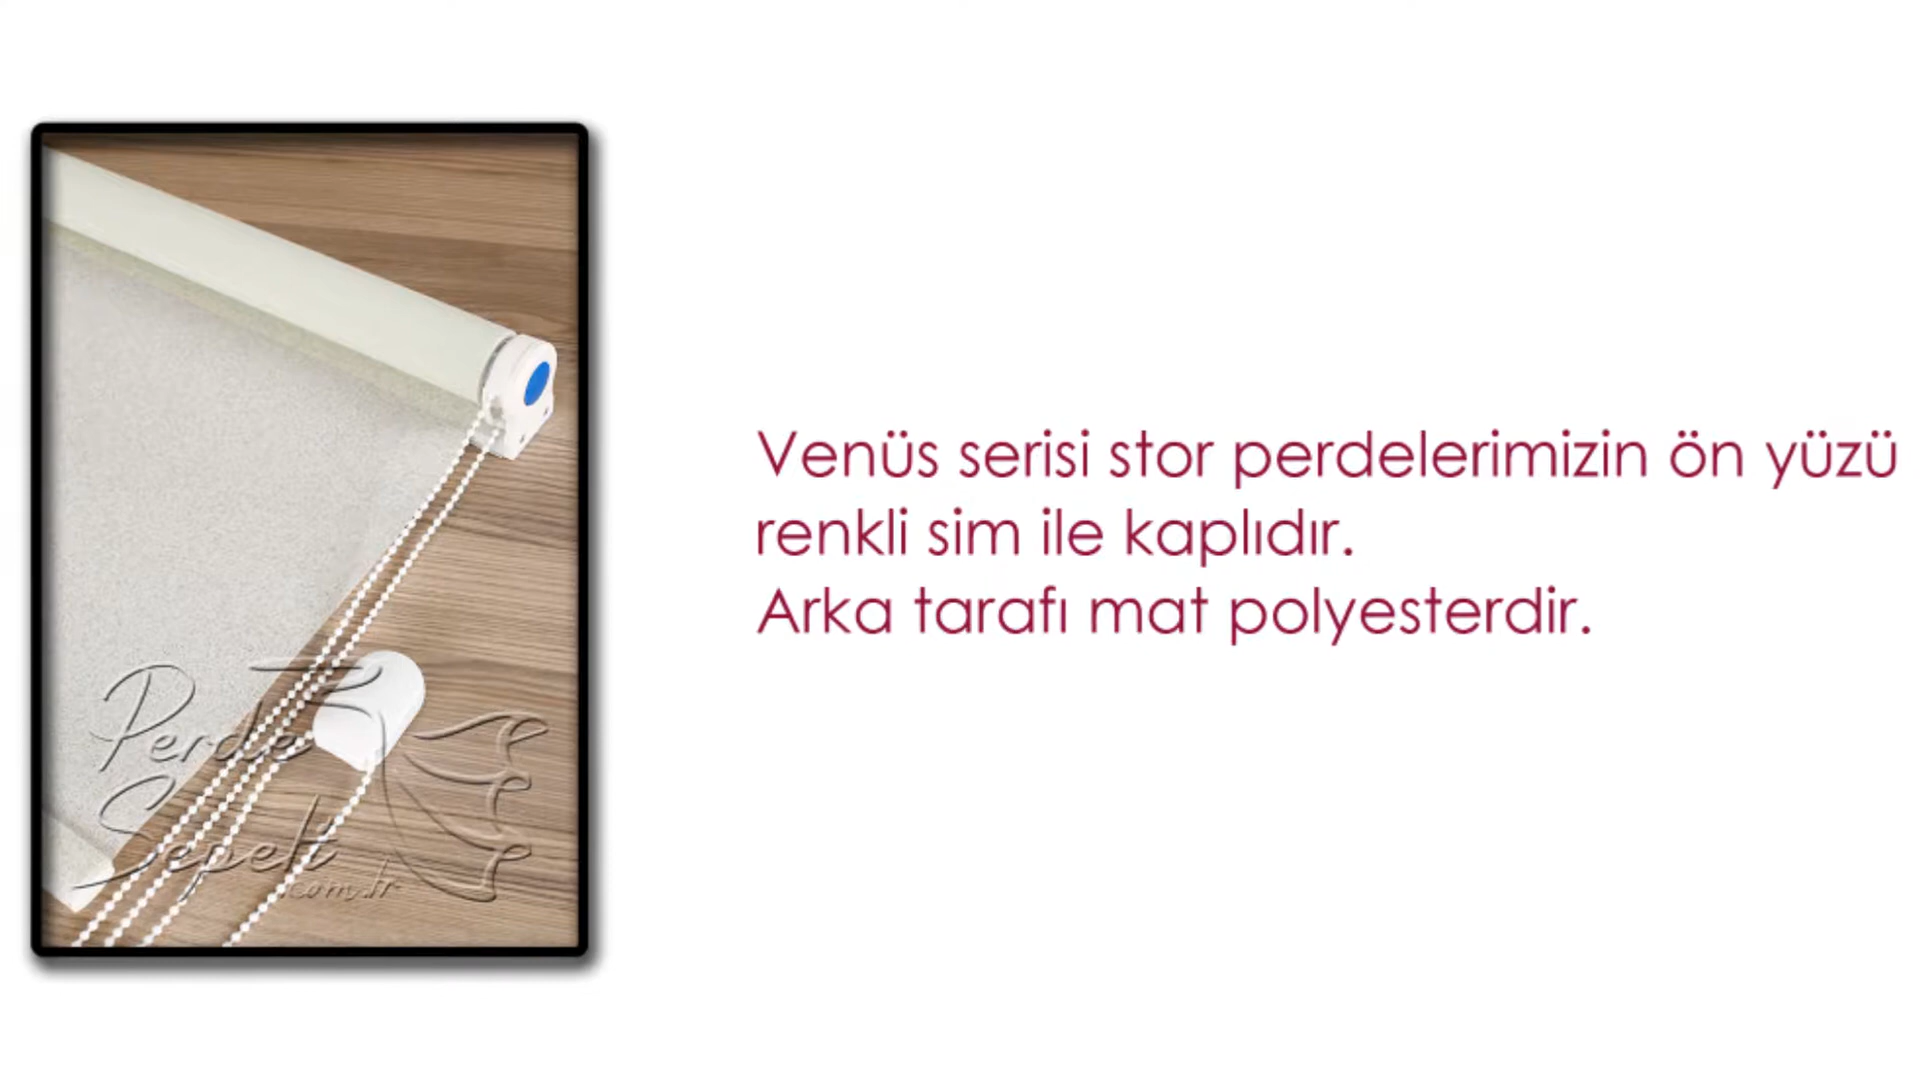 Venüs serisi stor perdelerimizin ön yüzü
renkli sim ile kaplıdır.
Arka tarafı mat polyesterdir.
Perde
Sepeti
.com.tr